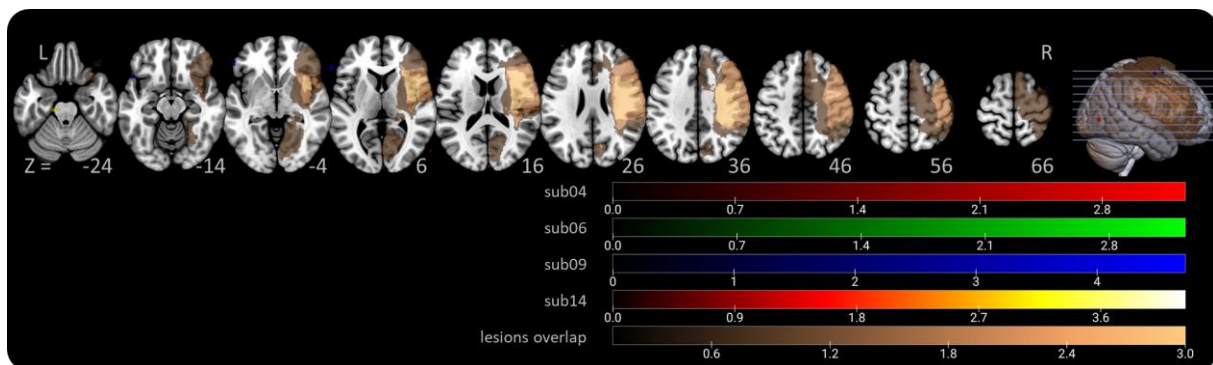 L
R
Z = -24 -14 -4 6 16 26 36 46 56 66
sub04
0.0 0.7 1.4 2.1 2.8
sub06
0.0 0.7 1.4 2.1 2.8
sub09
0 1 2 3 4
sub14
0.0 0.9 1.8 2.7 3.6
lesions overlap
0.6 1.2 1.8 2.4 3.0